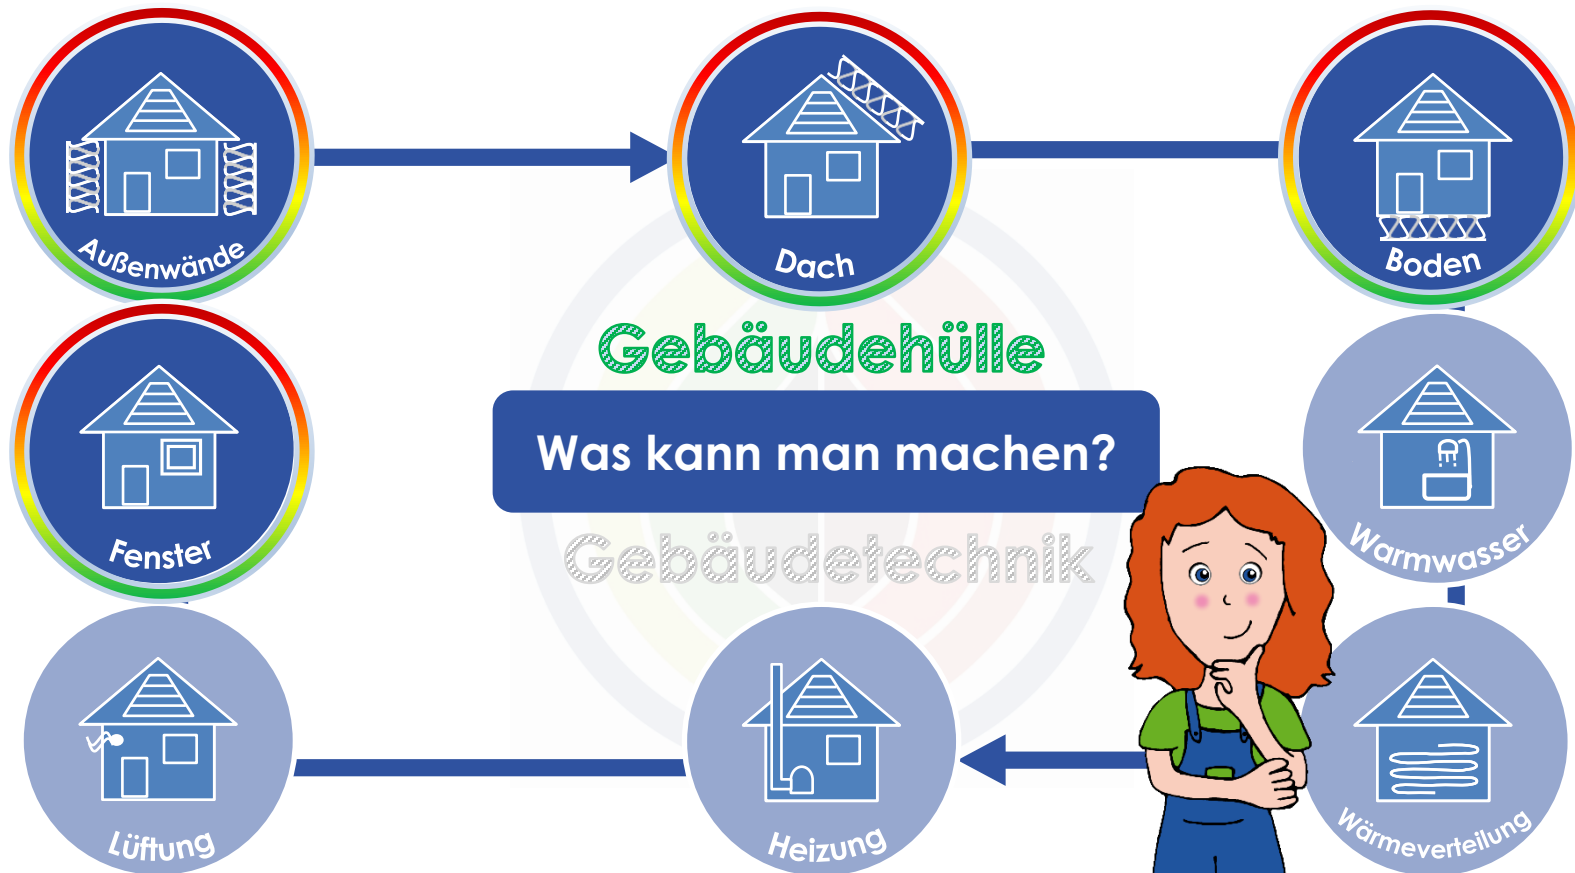 Außenwände
Dach
Boden
Gebäudehülle
Was kann man machen?
Gebäudetechnik
Fenster
Warmwasser
Lüftung
Heizung
Wärmeverteilung